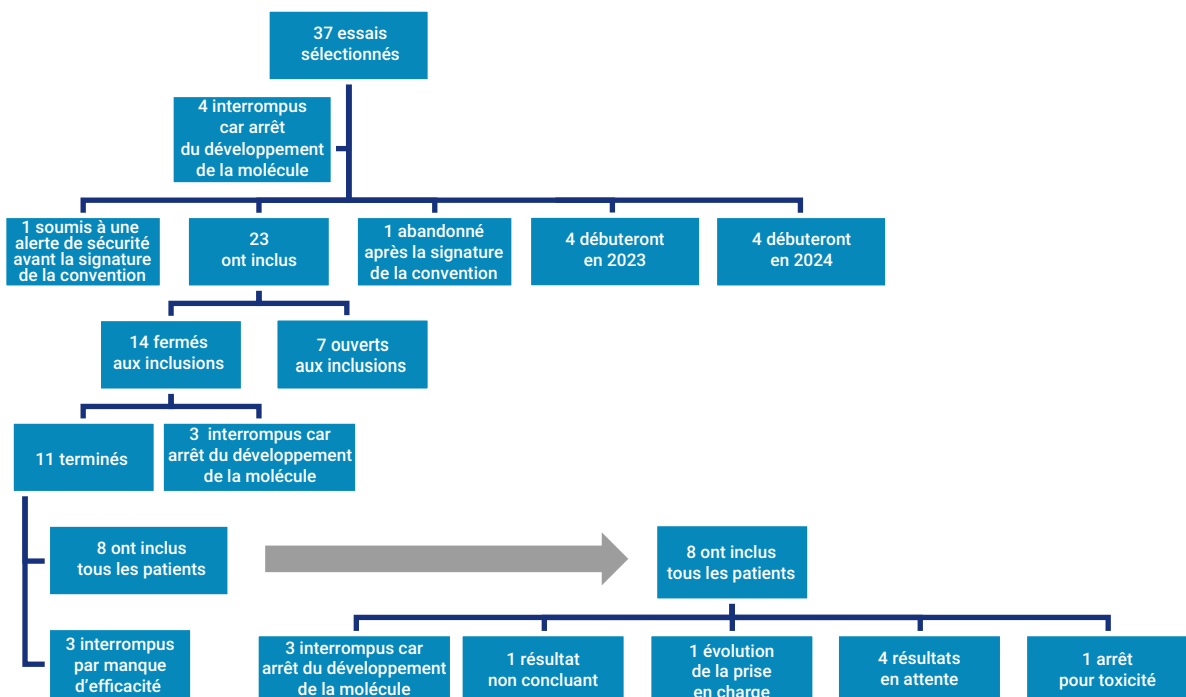 37 essais
sélectionnés
4 interrompus
car arrêt
du développement
de la molécule
1 soumis à une
alerte de sécurité
avant la signature
de la convention
23
ont inclus
1 abandonné
après la signature
de la convention
4 débuteront
en 2023
4 débuteront
en 2024
14 fermés
aux inclusions
7 ouverts
aux inclusions
11 terminés
3 interrompus car
arrêt du développement
de la molécule
8 ont inclus
tous les patients
8 ont inclus
tous les patients
3 interrompus
par manque
d'efficacité
3 interrompus car
arrêt du développement
de la molécule
1 résultat
non concluant
1 évolution
de la prise
en charge
4 résultats
en attente
1 arrêt
pour toxicité